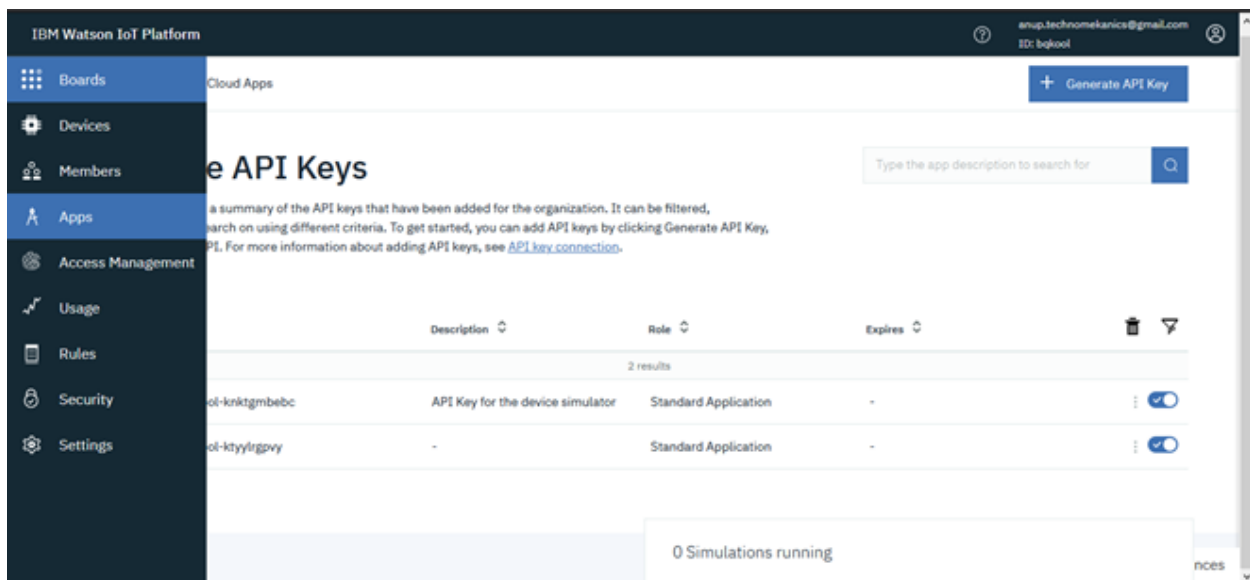 IBM Watson IoT Platform
anup.technomekanics@gmail.com
ID: bqkool
Boards
Cloud Apps
+ Generate API Key
Devices
Members
e API Keys
Type the app description to search for
Apps
a summary of the API keys that have been added for the organization. It can be filtered,
arch on using different criteria. To get started, you can add API keys by clicking Generate API Key,
PI. For more information about adding API keys, see API key connection.
Access Management
Usage
Description
Role
Expires
Rules
2 results
Security
ol-knktgmbebc
API Key for the device simulator
Standard Application
-
Settings
ol-ktyylrgpvy
-
Standard Application
-
0 Simulations running
nces